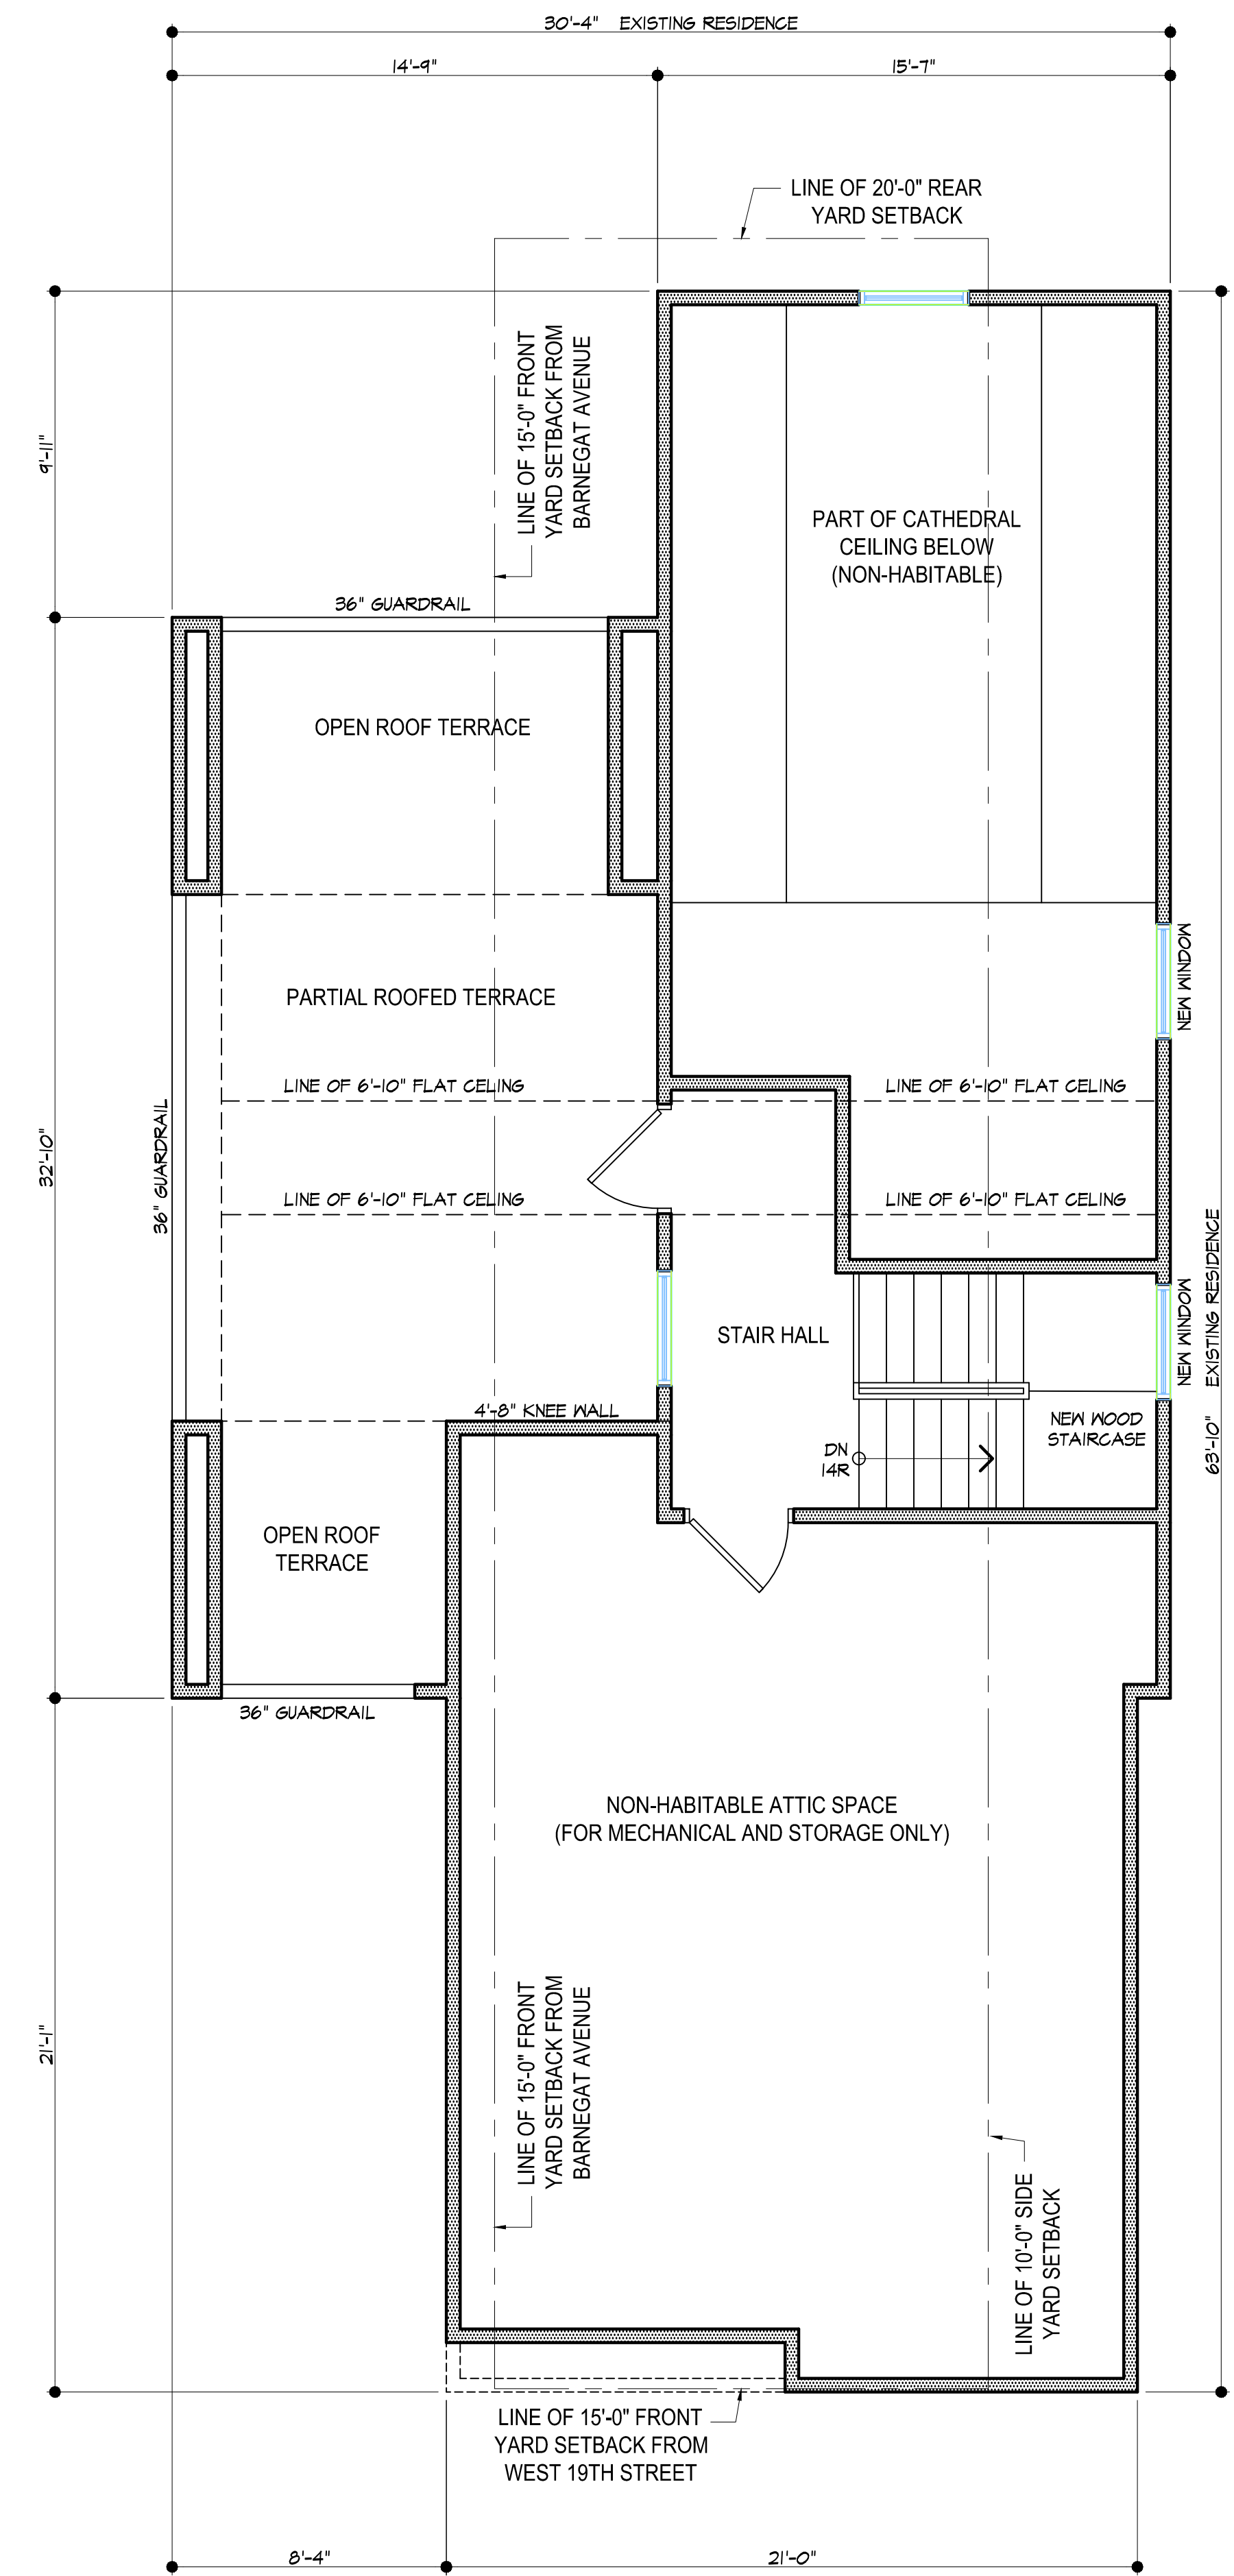 30'-4" EXISTING RESIDENCE
14'-9"
15'-7"
LINE OF 20'-0" REAR
YARD SETBACK
LINE OF 15'-0" FRONT
YARD SETBACK FROM
BARNEGAT AVENUE
9'-11"
PART OF CATHEDRAL
CEILING BELOW
(NON-HABITABLE)
36" GUARDRAIL
OPEN ROOF TERRACE
NEW WINDOW
PARTIAL ROOFED TERRACE
LINE OF 6'-10" FLAT CELING
LINE OF 6'-10" FLAT CELING
36" GUARDRAIL
32'-10"
LINE OF 6'-10" FLAT CELING
LINE OF 6'-10" FLAT CELING
63'-10" EXISTING RESIDENCE
NEW WINDOW
STAIR HALL
4'-8" KNEE WALL
NEW WOOD
STAIRCASE
DN
14R
OPEN ROOF
TERRACE
36" GUARDRAIL
NON-HABITABLE ATTIC SPACE
(FOR MECHANICAL AND STORAGE ONLY)
21'-1"
LINE OF 15'-0" FRONT
YARD SETBACK FROM
BARNEGAT AVENUE
LINE OF 10'-0" SIDE
YARD SETBACK
LINE OF 15'-0" FRONT
YARD SETBACK FROM
WEST 19TH STREET
8'-4"
21'-0"